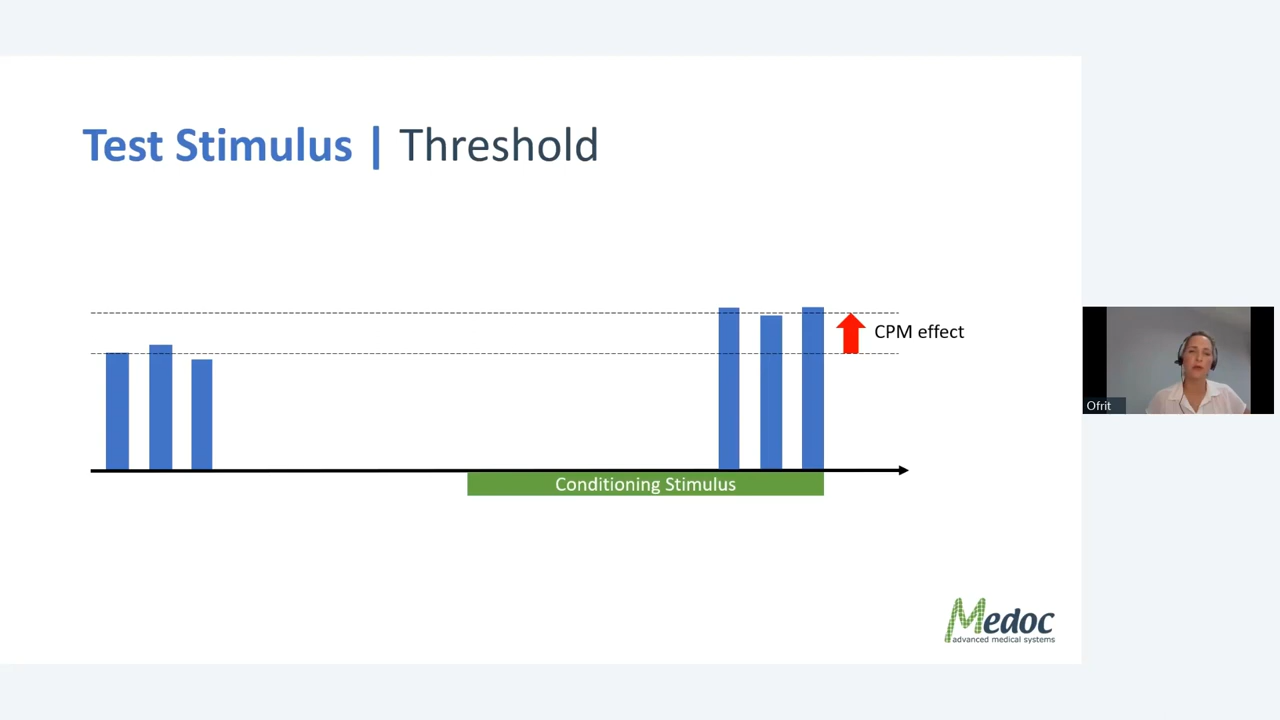 Test Stimulus | Threshold
CPM effect
Ofrit
Conditioning Stimulus
Medoc
advanced medical systems